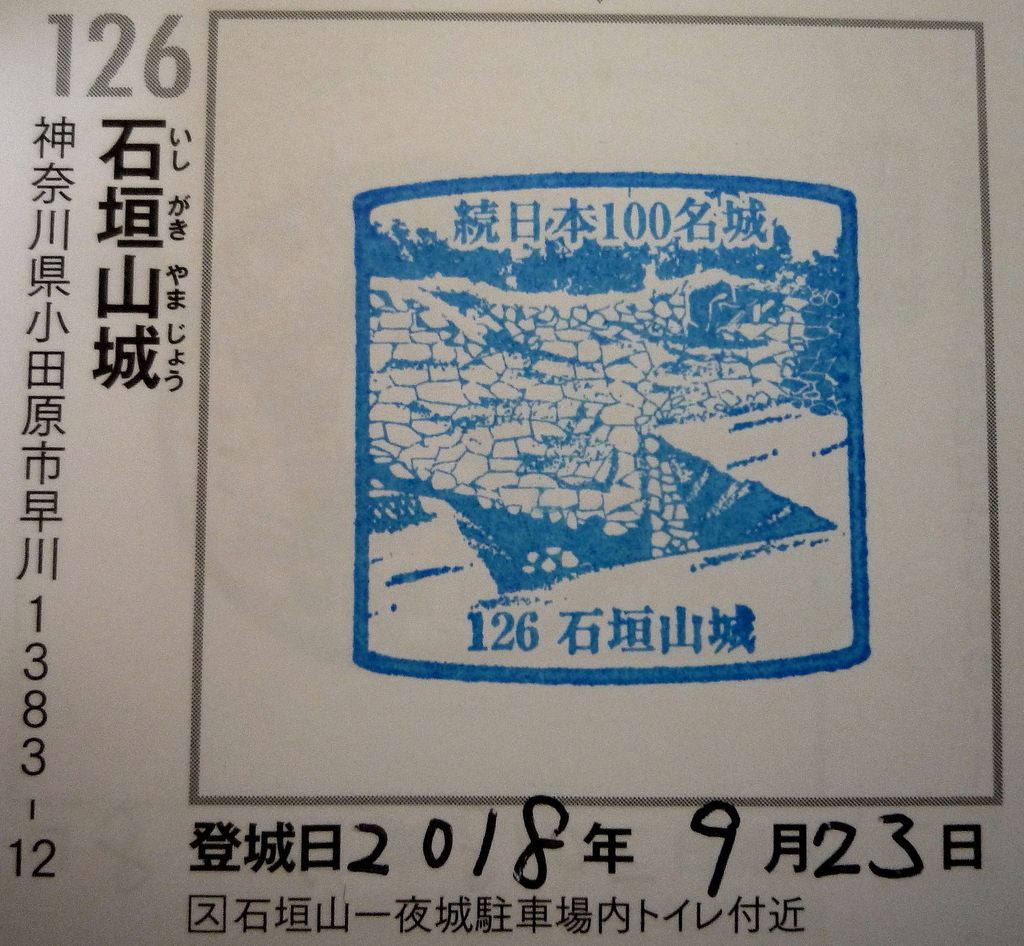 126
石垣山城
いしがきやまじょう
神奈川県小田原市早川1383-12
続日本100名城
126 石垣山城
登城日2018年9月23日
ス石垣山一夜城駐車場内トイレ付近